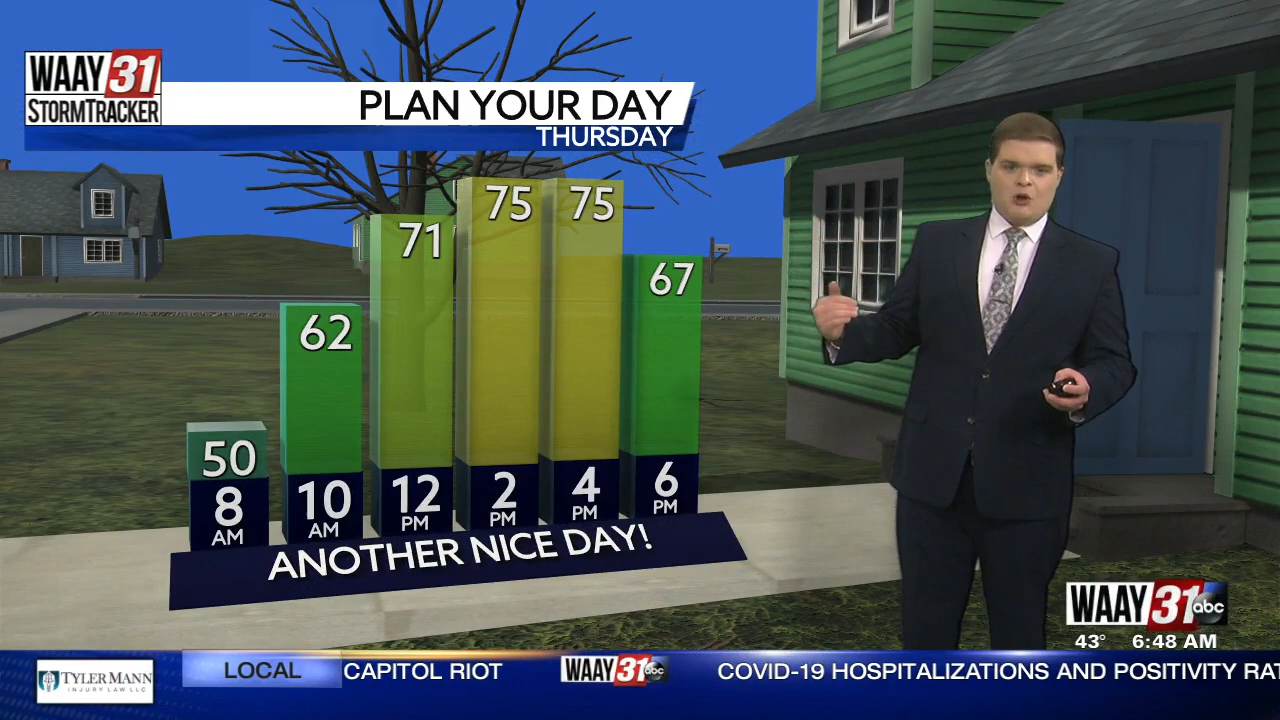 WAAY 31
STORMTRACKER
PLAN YOUR DAY
THURSDAY
50
62
71
75
75
67
8 AM
10 AM
12 PM
2 PM
4 PM
6 PM
ANOTHER NICE DAY!
WAAY 31 abc
43° 6:48 AM
TYLER MANN
INJURY LAW LLC
LOCAL
CAPITOL RIOT
WAAY 31 abc
COVID-19 HOSPITALIZATIONS AND POSITIVITY RAT